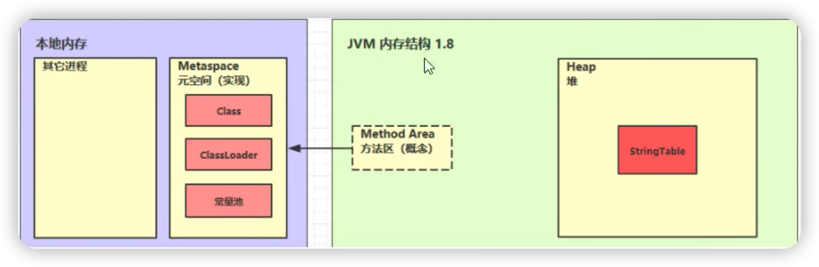 本地内存
其它进程
Metaspace
元空间（实现）
Class
ClassLoader
常量池
JVM 内存结构 1.8
Method Area
方法区（概念）
Heap
堆
StringTable